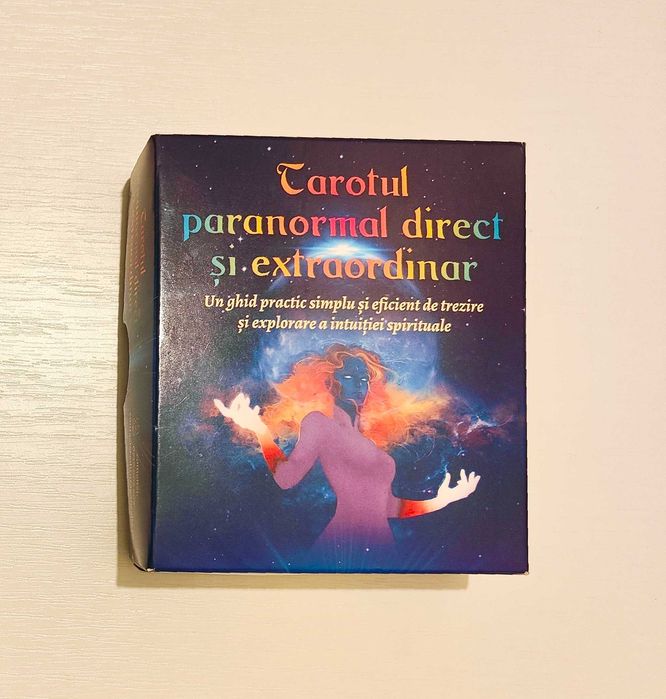 Tarotul
paranormal direct
și extraordinar
Un ghid practic simplu și eficient de trezire
și explorare a intuiției spirituale